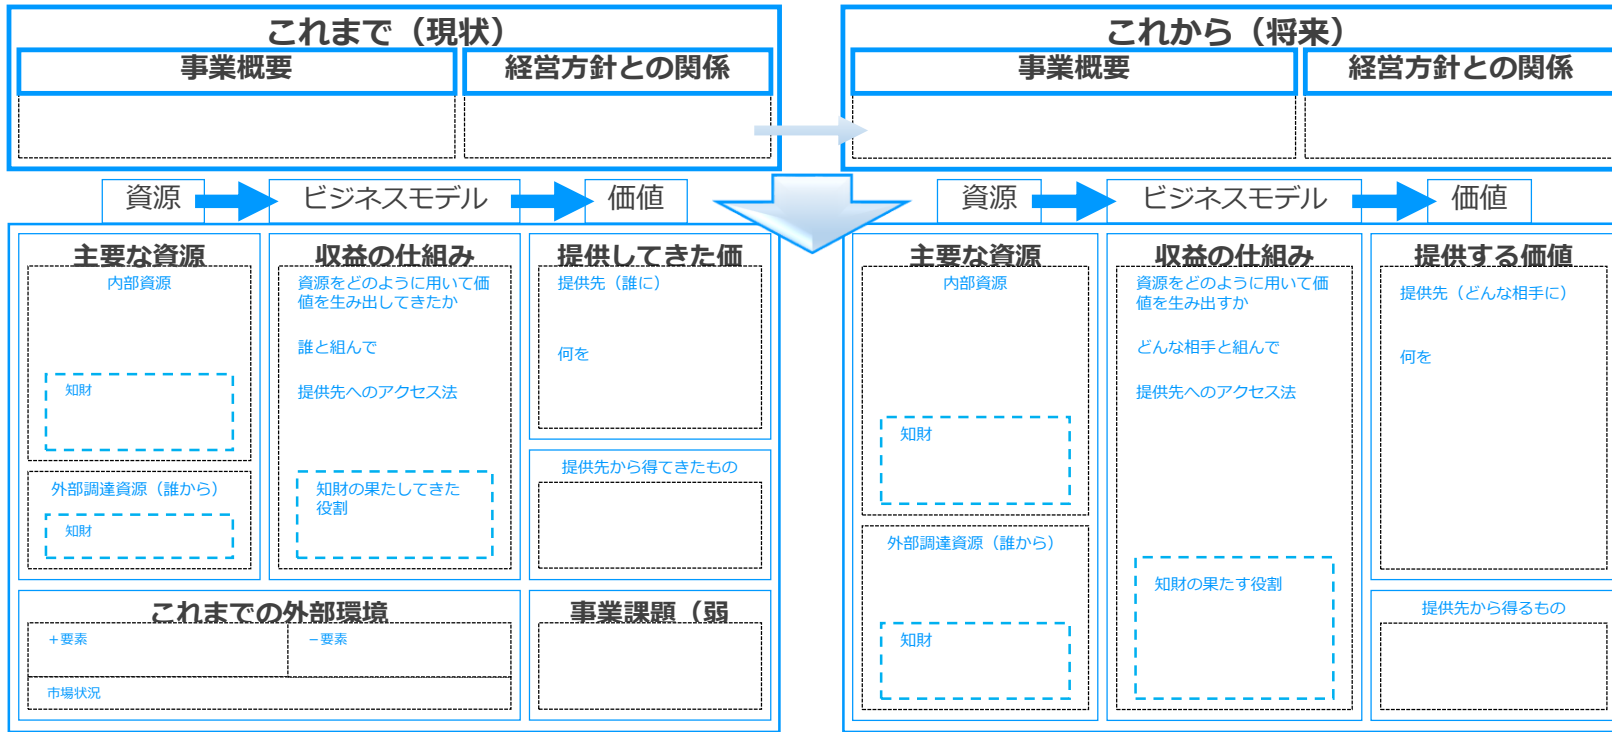 これまで（現状）
事業概要
経営方針との関係
資源
ビジネスモデル
価値
主要な資源
内部資源
知財
外部調達資源（誰から）
知財
収益の仕組み
資源をどのように用いて価
値を生み出してきたか
誰と組んで
提供先へのアクセス法
知財の果たしてきた
役割
提供してきた価
提供先（誰に）
何を
提供先から得てきたもの
これまでの外部環境
+要素
−要素
市場状況
事業課題（弱
これから（将来）
事業概要
経営方針との関係
資源
ビジネスモデル
価値
主要な資源
内部資源
知財
外部調達資源（誰から）
知財
収益の仕組み
資源をどのように用いて価
値を生み出すか
どんな相手と組んで
提供先へのアクセス法
知財の果たす役割
提供する価値
提供先（どんな相手に）
何を
提供先から得るもの